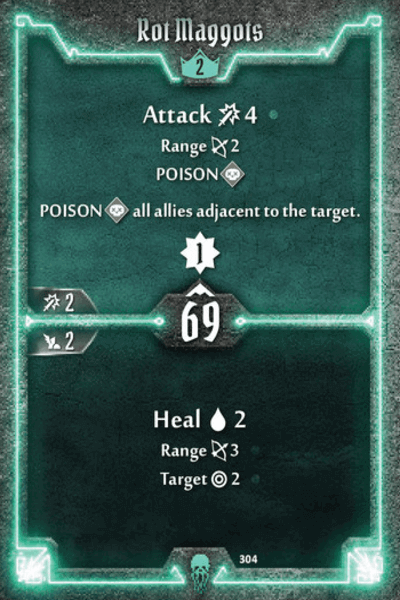 Rot Maggots
2
Attack 4
Range 2
POISON
POISON all allies adjacent to the target.
1
2
69
2
Heal 2
Range 3
Target 2
304